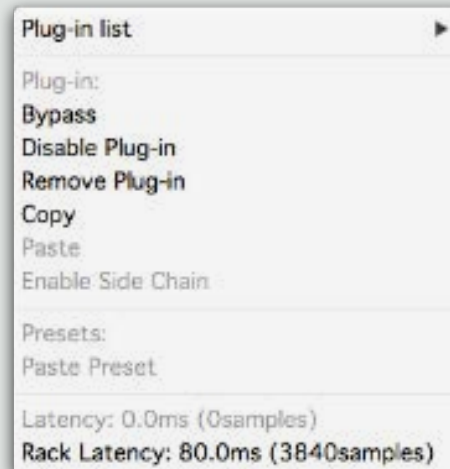 Plug-in list
Plug-in:
Bypass
Disable Plug-in
Remove Plug-in
Copy
Paste
Enable Side Chain
Presets:
Paste Preset
Latency: 0.0ms (0samples)
Rack Latency: 80.0ms (3840samples)